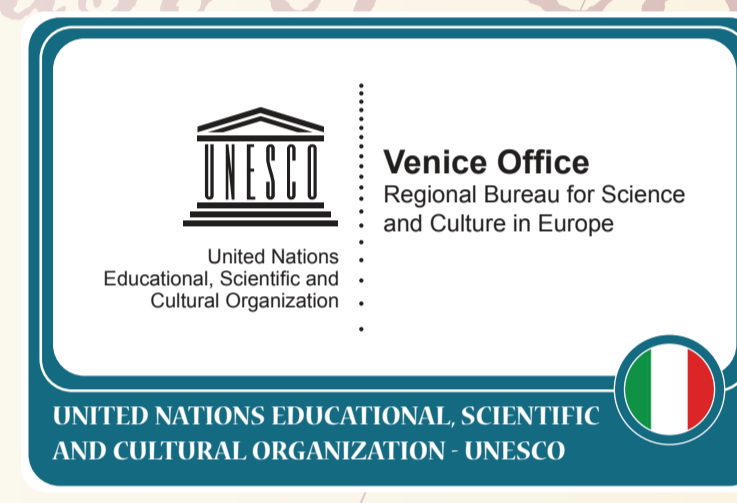 UNESCO
United Nations
Educational, Scientific and
Cultural Organization
Venice Office
Regional Bureau for Science
and Culture in Europe
UNITED NATIONS EDUCATIONAL, SCIENTIFIC
AND CULTURAL ORGANIZATION - UNESCO